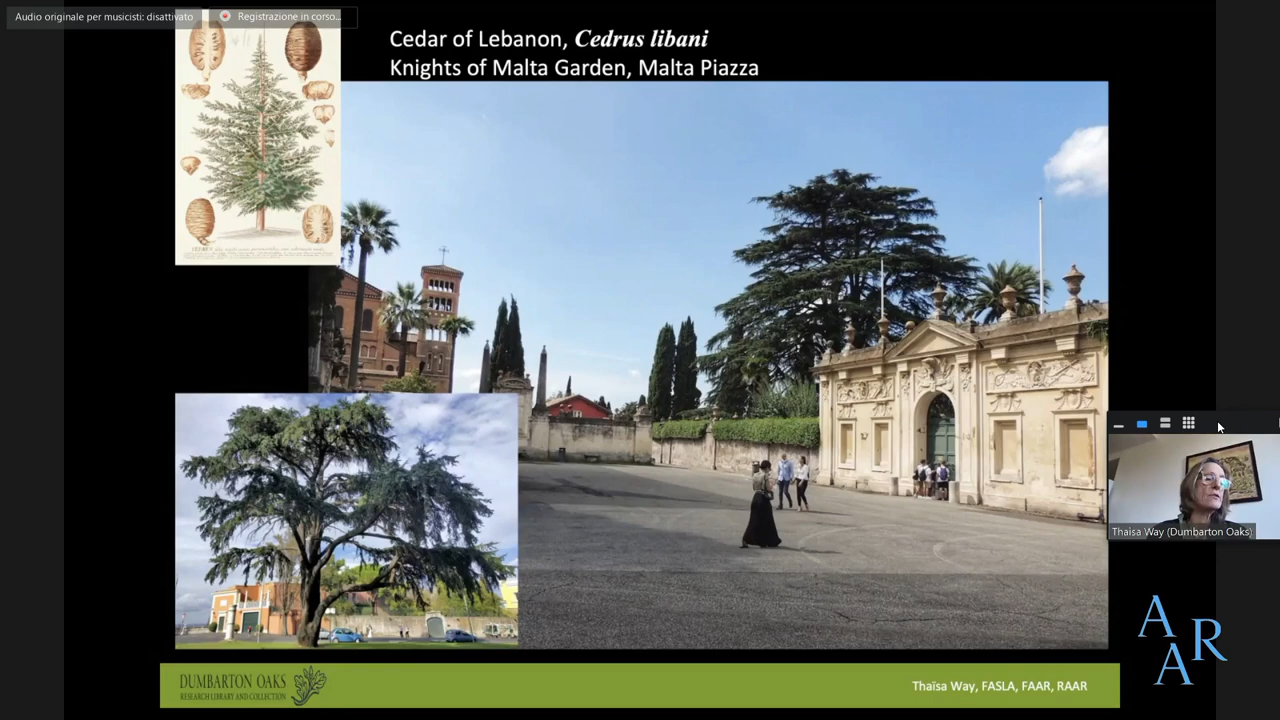 Audio originale per musicisti: disattivato
Registrazione in corso...
Cedar of Lebanon, Cedrus libani
Knights of Malta Garden, Malta Piazza
Thaisa Way (Dumbarton Oaks)
A
R
A
DUMBARTON OAKS
RESEARCH LIBRARY AND COLLECTION
Thaïsa Way, FASLA, FAAR, RAAR